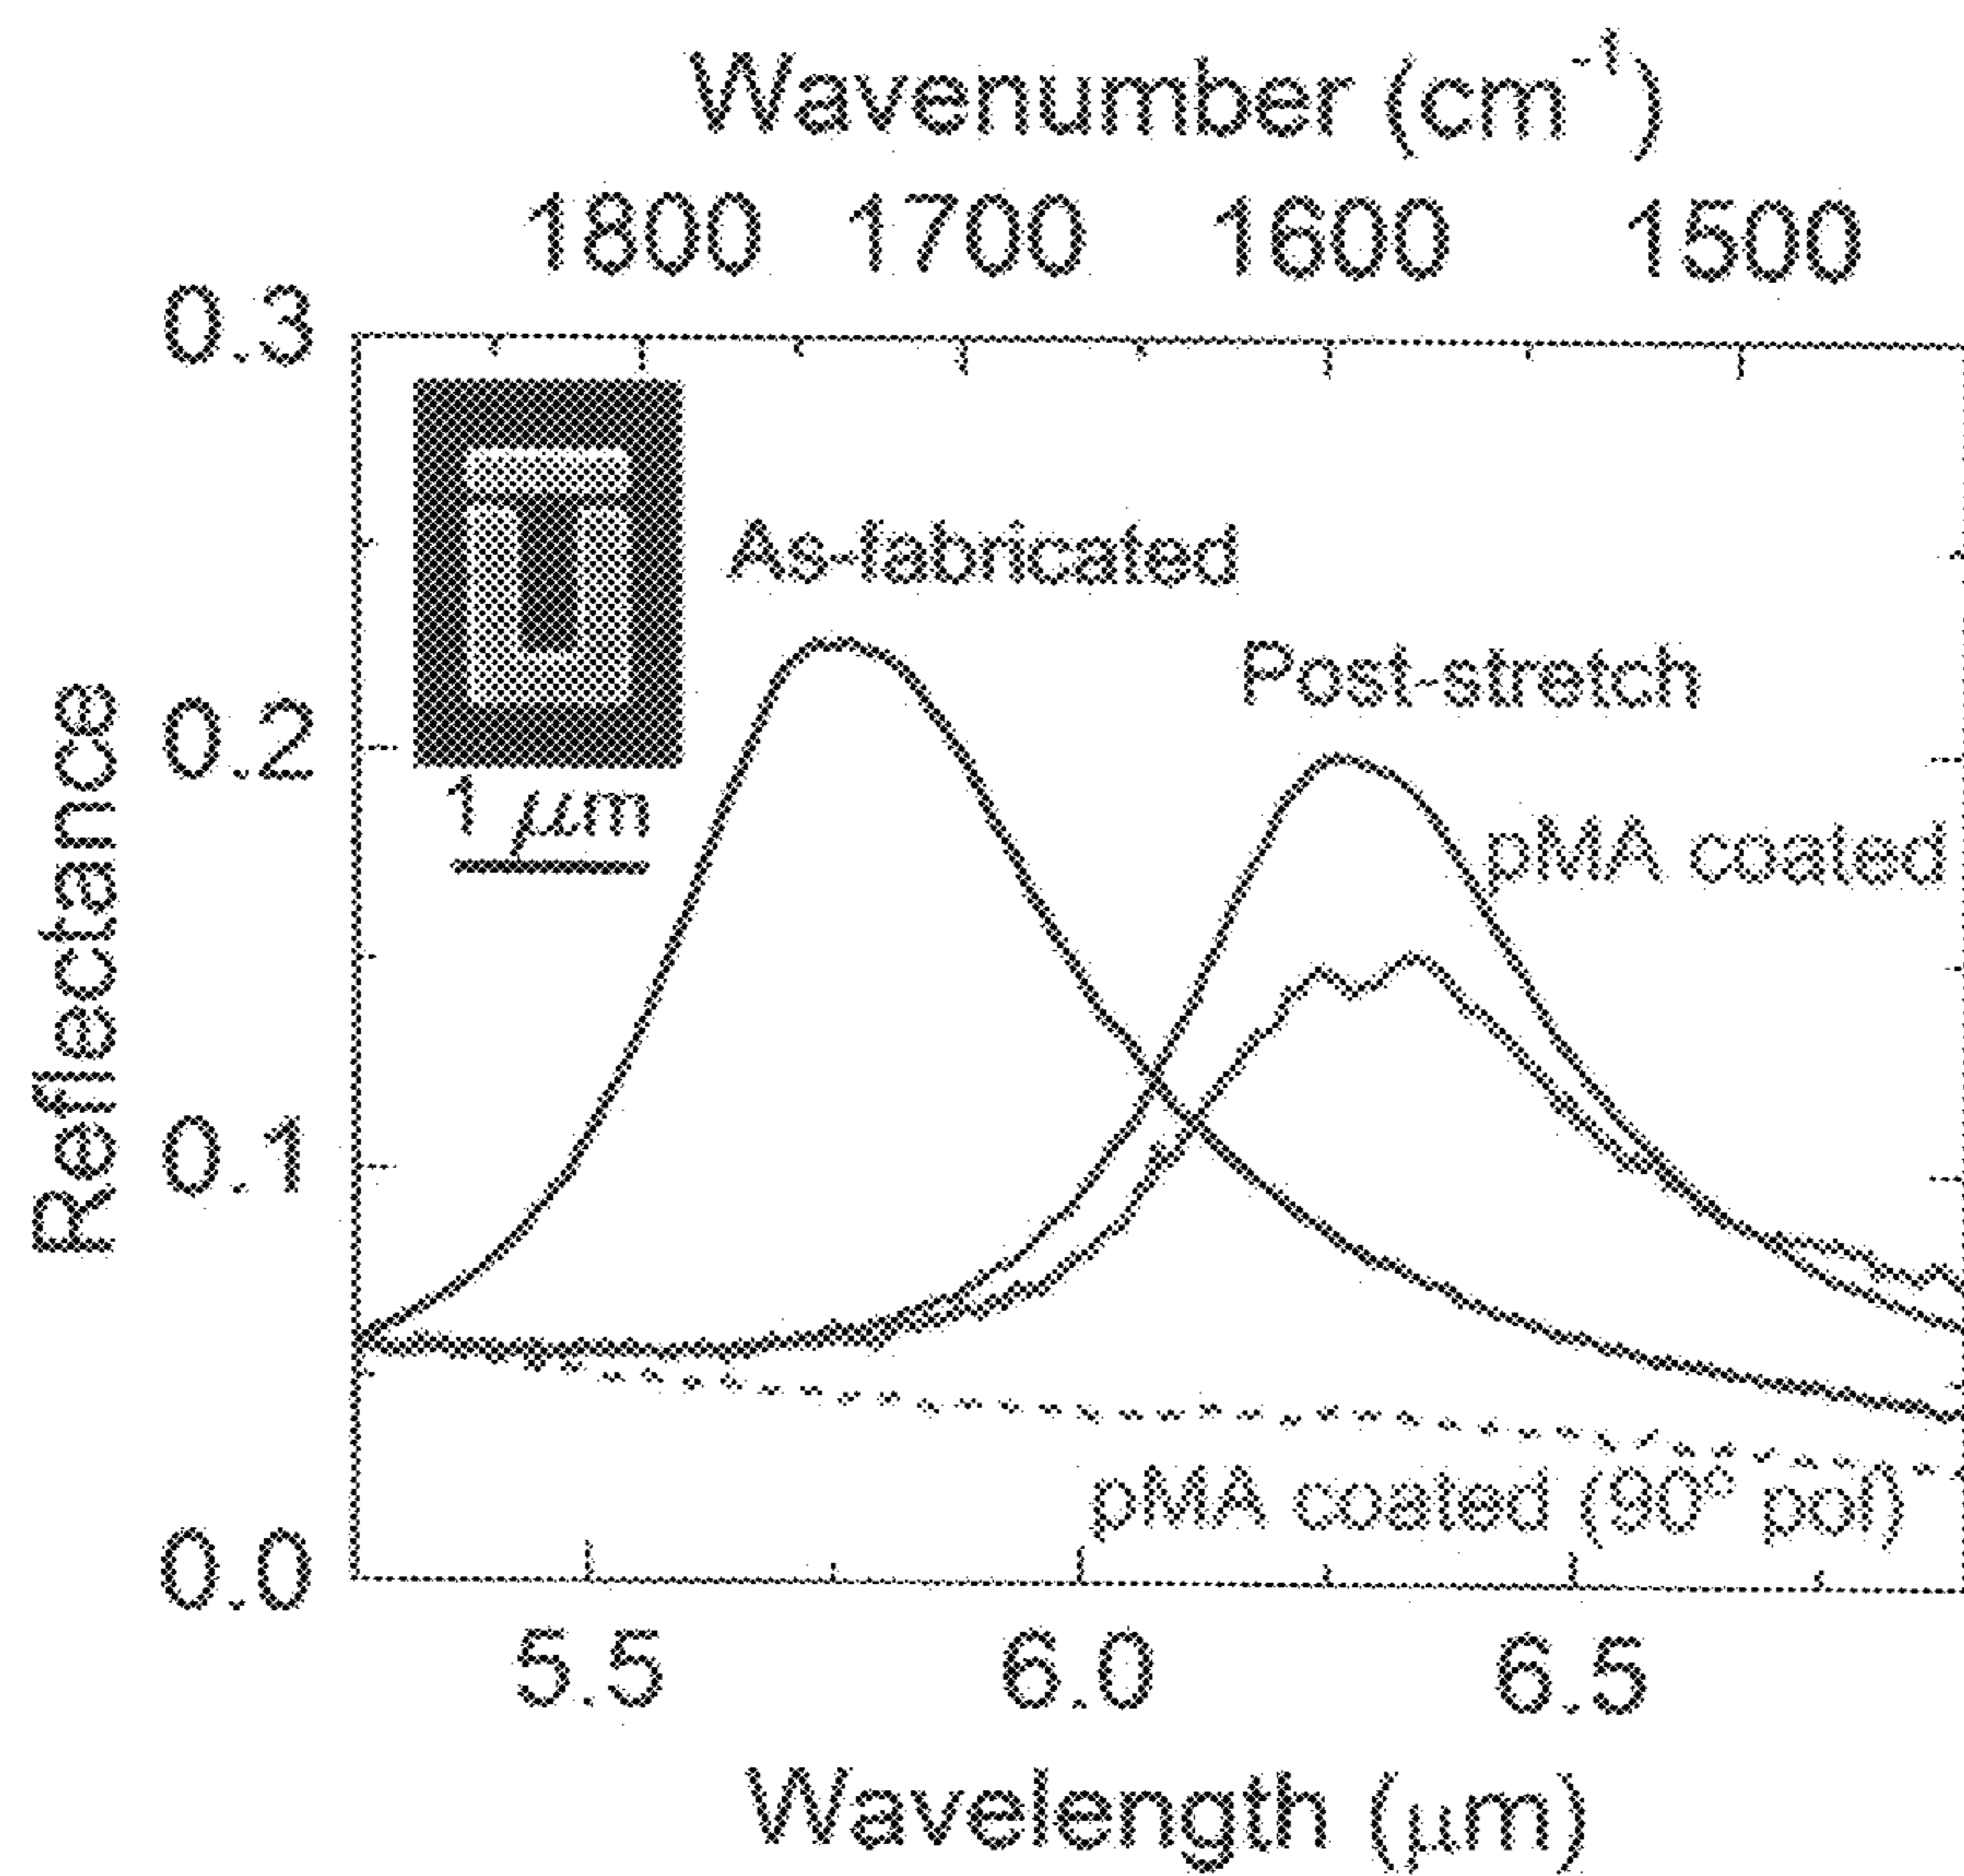 Wavenumber (cm⁻¹)
1800 1700 1600 1500
0.3
As-fabricated
Post-stretch
0.2
1 μm
pMA coated
Reflectance
0.1
pMA coated (90° pol)
0.0
5.5 6.0 6.5
Wavelength (μm)